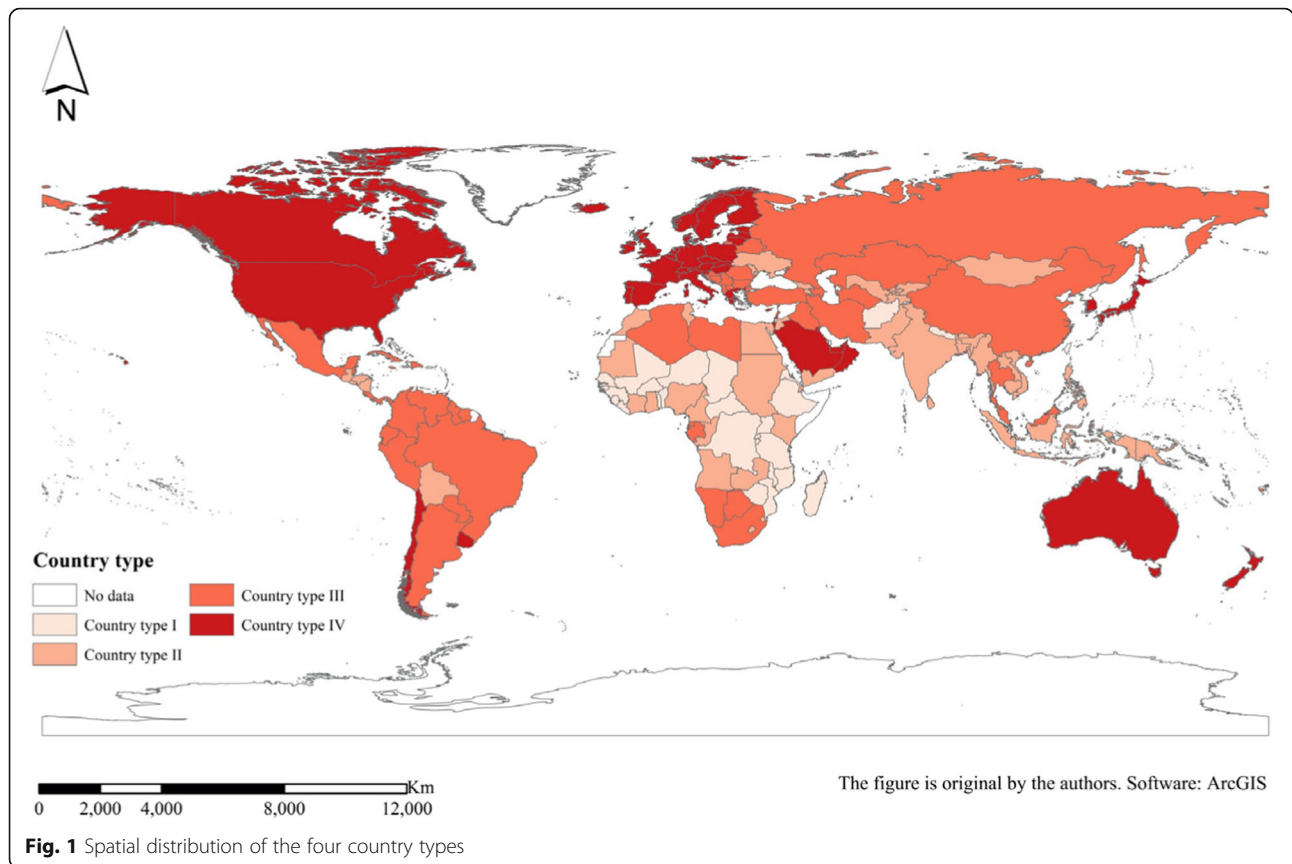 N
Country type
No data
Country type I
Country type II
Country type III
Country type IV
Km
0 2,000 4,000 8,000 12,000
The figure is original by the authors. Software: ArcGIS
Fig. 1 Spatial distribution of the four country types